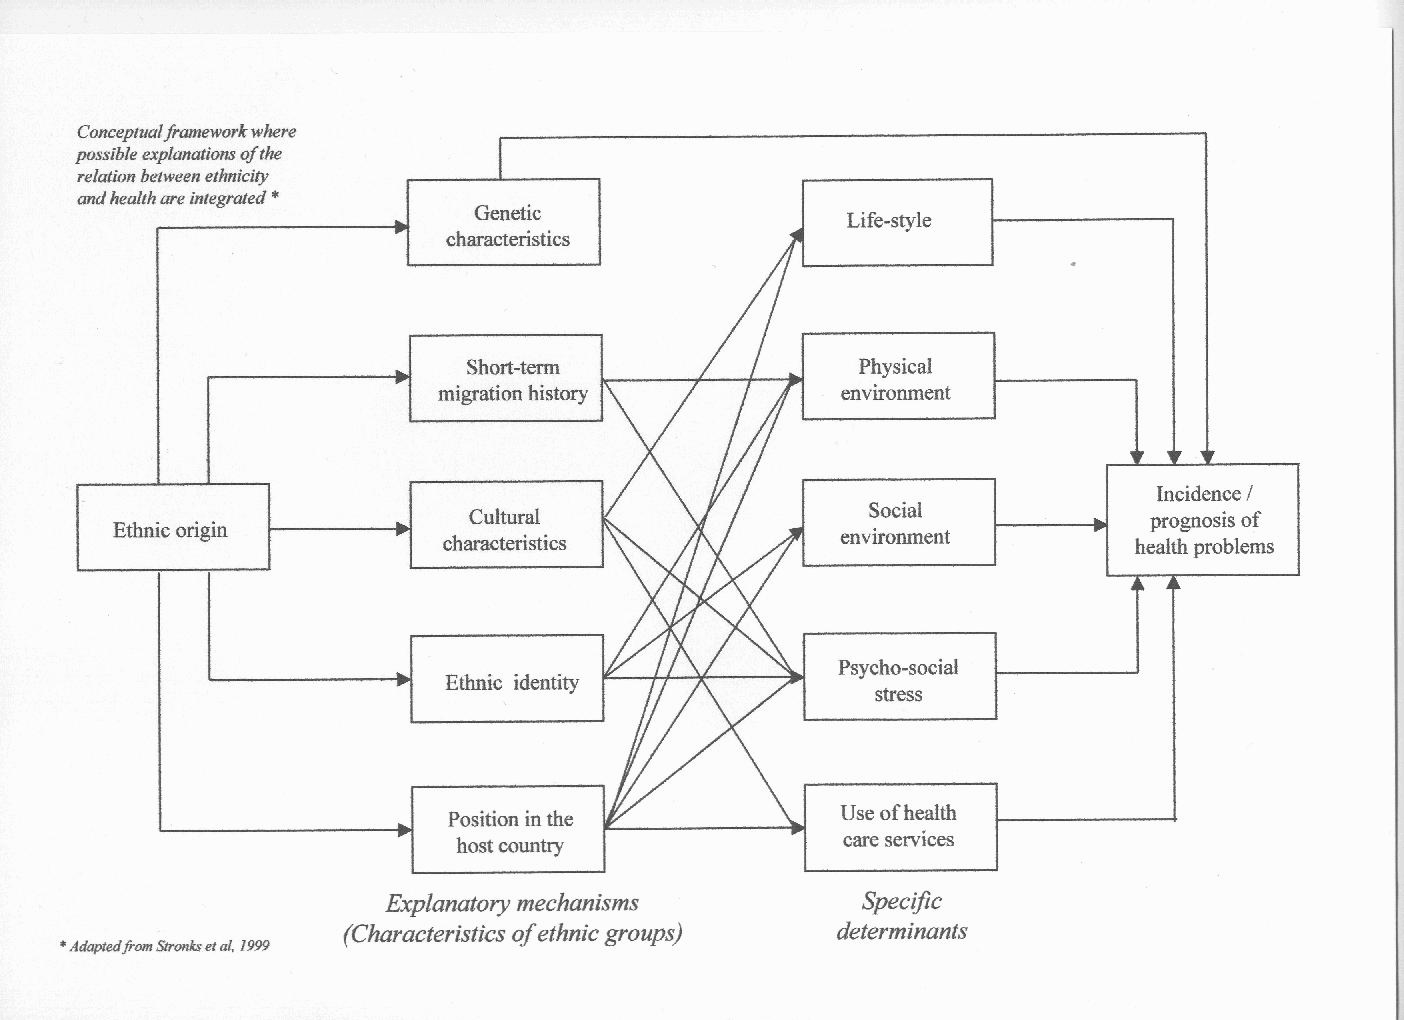 Conceptual framework where
possible explanations of the
relation between ethnicity
and health are integrated *
Genetic
characteristics
Life-style
Short-term
migration history
Physical
environment
Ethnic origin
Cultural
characteristics
Social
environment
Incidence /
prognosis of
health problems
Ethnic identity
Psycho-social
stress
Position in the
host country
Use of health
care services
Explanatory mechanisms
(Characteristics of ethnic groups)
Specific
determinants
* Adapted from Stronks et al, 1999